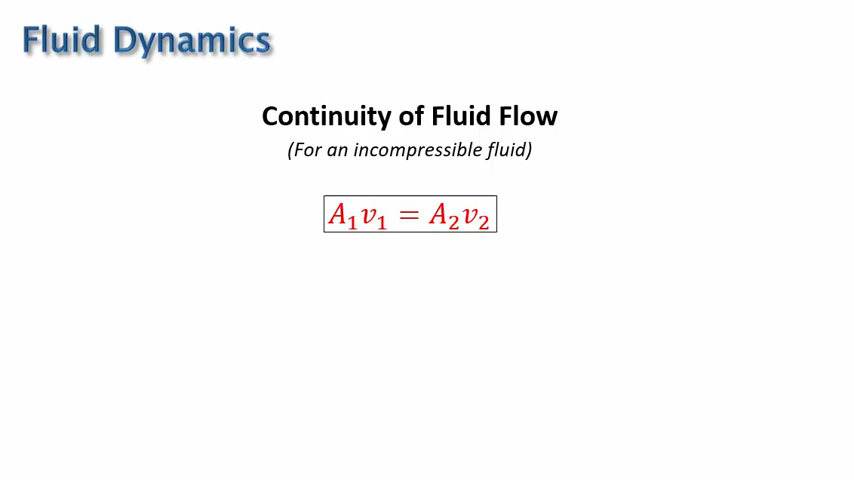 Fluid Dynamics
Continuity of Fluid Flow
(For an incompressible fluid)
A₁v₁ = A₂v₂